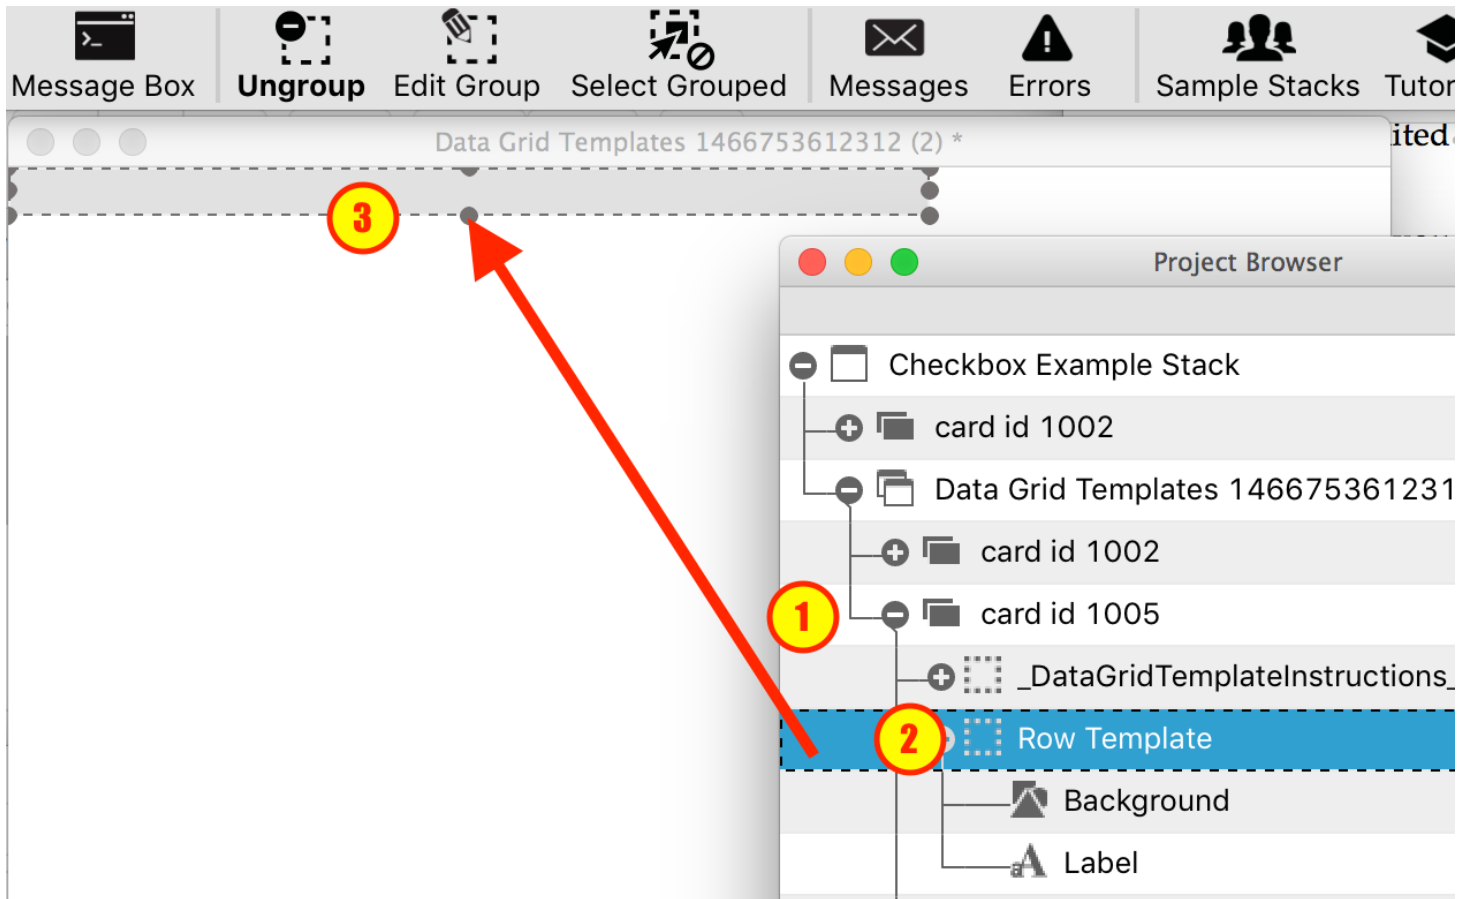 Message Box Ungroup Edit Group Select Grouped Messages Errors Sample Stacks Tutor
Data Grid Templates 1466753612312 (2) *
ited
3
Project Browser
Checkbox Example Stack
card id 1002
Data Grid Templates 146675361231
card id 1002
1
card id 1005
_DataGridTemplateInstructions_
2
Row Template
Background
Label